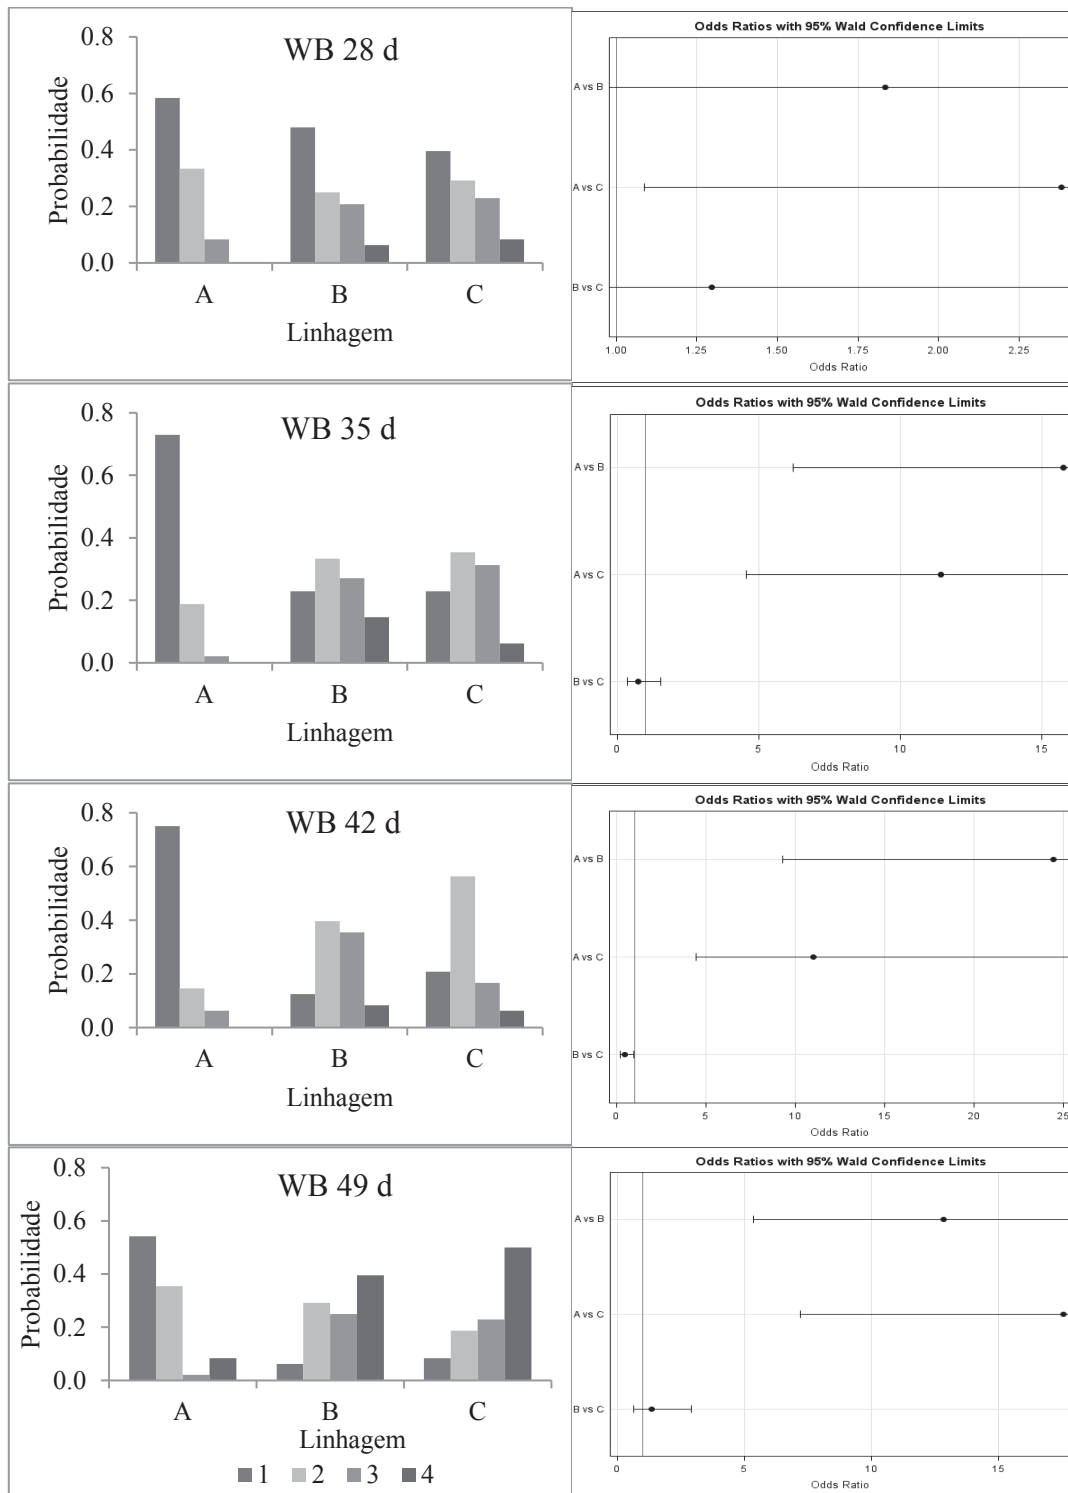 WB 28 d
Probabilidade
0.8
0.6
0.4
0.2
0.0
A B C
Linhagem
Odds Ratios with 95% Wald Confidence Limits
A vs B
A vs C
B vs C
1.00 1.25 1.50 1.75 2.00 2.25
Odds Ratio
WB 35 d
Probabilidade
0.8
0.6
0.4
0.2
0.0
A B C
Linhagem
Odds Ratios with 95% Wald Confidence Limits
A vs B
A vs C
B vs C
0 5 10 15
Odds Ratio
WB 42 d
Probabilidade
0.8
0.6
0.4
0.2
0.0
A B C
Linhagem
Odds Ratios with 95% Wald Confidence Limits
A vs B
A vs C
B vs C
0 5 10 15 20 25
Odds Ratio
WB 49 d
Probabilidade
0.8
0.6
0.4
0.2
0.0
A B C
Linhagem
1 2 3 4
Odds Ratios with 95% Wald Confidence Limits
A vs B
A vs C
B vs C
0 5 10 15
Odds Ratio